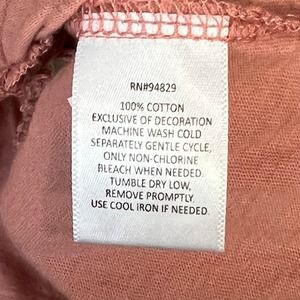 RN#94829
100% COTTON
EXCLUSIVE OF DECORATION
MACHINE WASH COLD
SEPARATELY GENTLE CYCLE,
ONLY NON-CHLORINE
BLEACH WHEN NEEDED.
TUMBLE DRY LOW,
REMOVE PROMPTLY.
USE COOL IRON IF NEEDED.